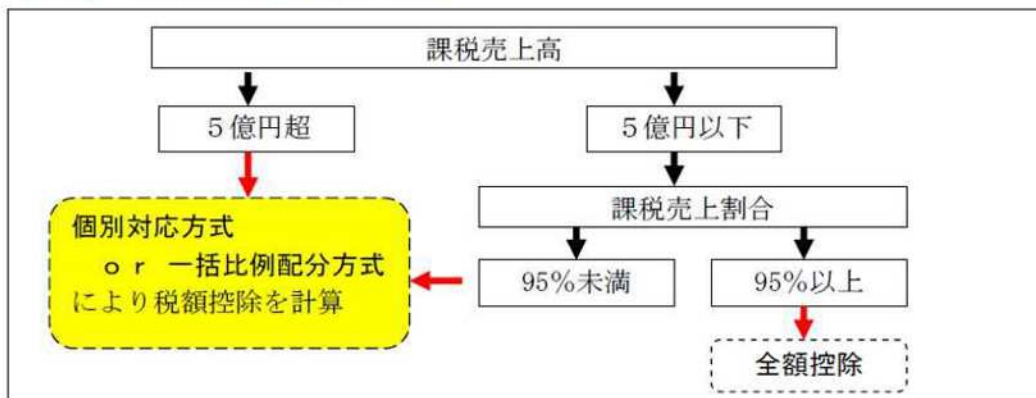 課税売上高
５億円超
５億円以下
課税売上割合
個別対応方式
ｏｒ 一括比例配分方式
により税額控除を計算
95％未満
95％以上
全額控除